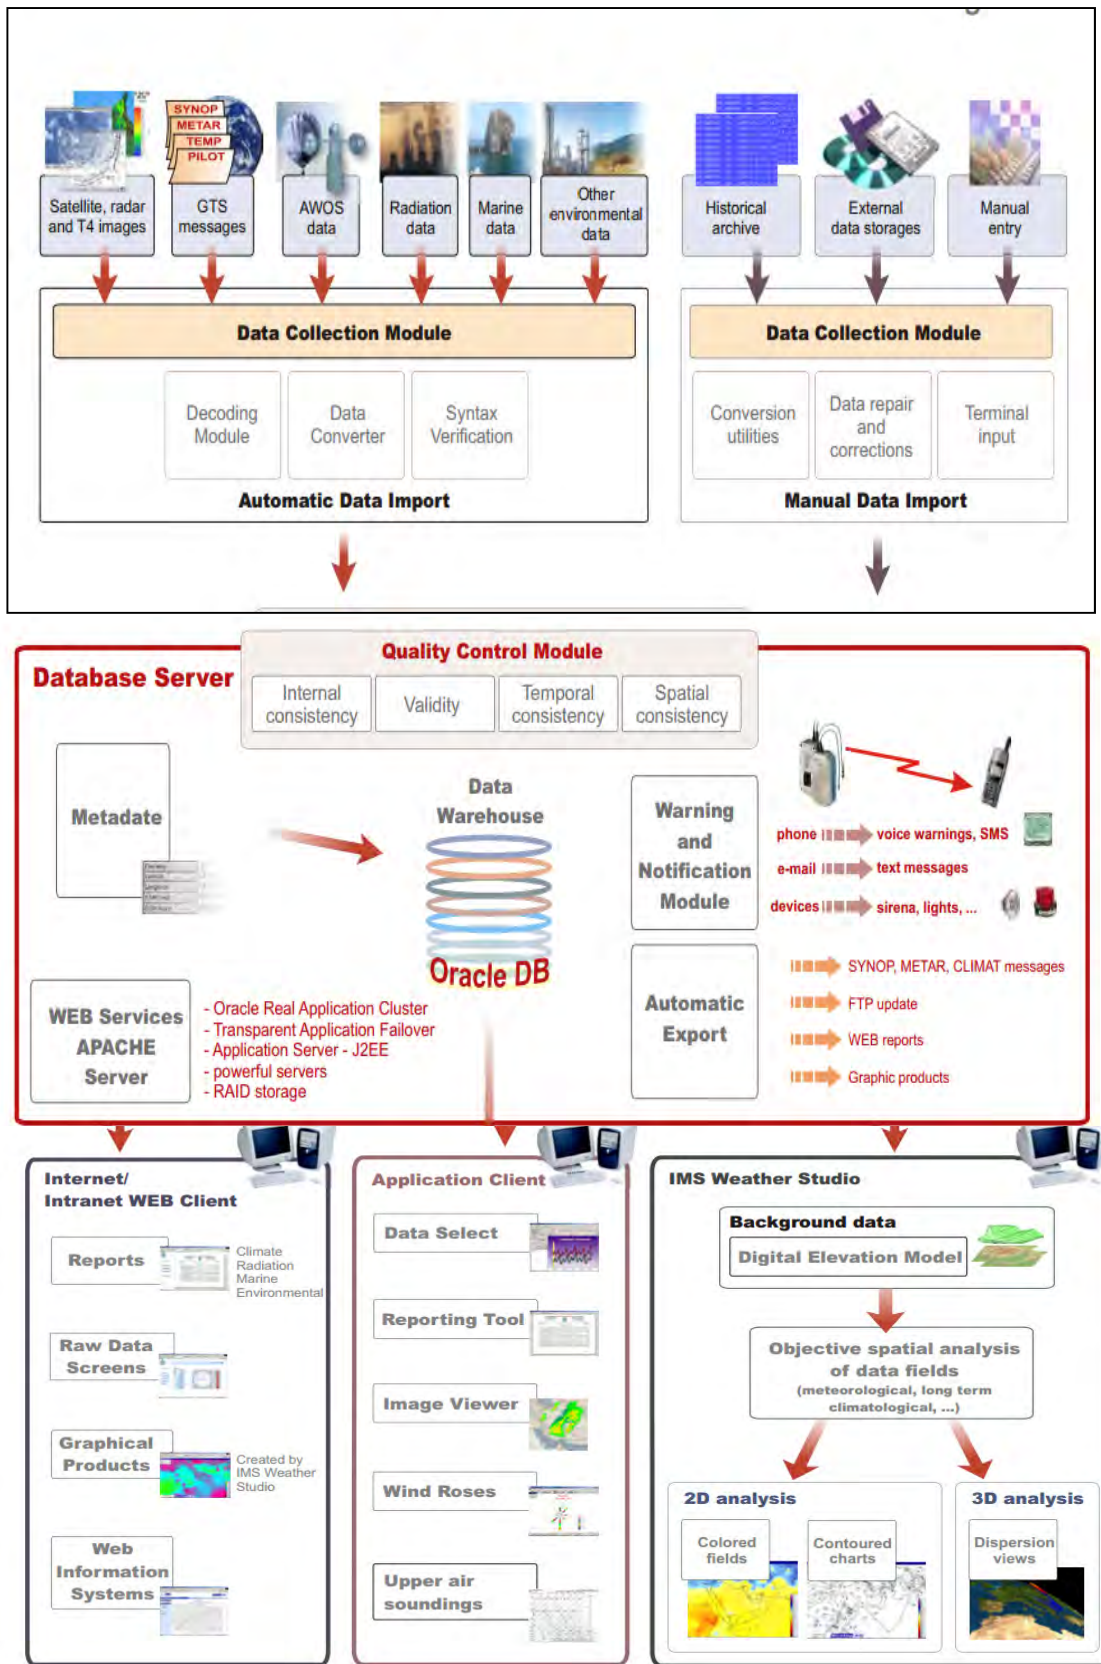 SYNOP
METAR
TEMP
PILOT
Satellite, radar
and T4 images
GTS
messages
AWOS
data
Radiation
data
Marine
data
Other
environmental
data
Historical
archive
External
data storages
Manual
entry
Data Collection Module
Decoding
Module
Data
Converter
Syntax
Verification
Automatic Data Import
Data Collection Module
Conversion
utilities
Data repair
and
corrections
Terminal
input
Manual Data Import
Database Server
Quality Control Module
Internal
consistency
Validity
Temporal
consistency
Spatial
consistency
Metadate
Data
Warehouse
Oracle DB
Warning
and
Notification
Module
phone
voice warnings, SMS
e-mail
text messages
devices
sirena, lights, ...
Automatic
Export
SYNOP, METAR, CLIMAT messages
FTP update
WEB reports
Graphic products
WEB Services
APACHE
Server
- Oracle Real Application Cluster
- Transparent Application Failover
- Application Server - J2EE
- powerful servers
- RAID storage
Internet/
Intranet WEB Client
Reports
Climate
Radiation
Marine
Environmental
Raw Data
Screens
Graphical
Products
Created by
IMS Weather
Studio
Web
Information
Systems
Application Client
Data Select
Reporting Tool
Image Viewer
Wind Roses
Upper air
soundings
IMS Weather Studio
Background data
Digital Elevation Model
Objective spatial analysis
of data fields
(meteorological, long term
climatological, ...)
2D analysis
Colored
fields
Contoured
charts
3D analysis
Dispersion
views